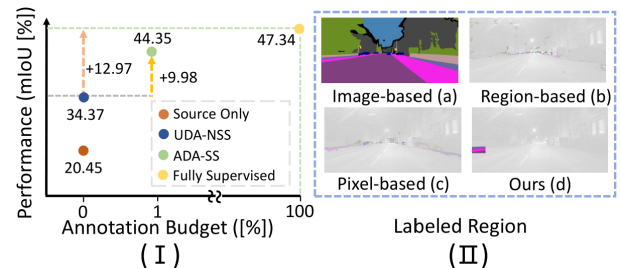 Performance (mIoU [%])
44.35
47.34
+12.97
+9.98
34.37
20.45
Source Only
UDA-NSS
ADA-SS
Fully Supervised
0
1
100
Annotation Budget ([%])
(I)
Image-based (a)
Region-based (b)
Pixel-based (c)
Ours (d)
Labeled Region
(II)